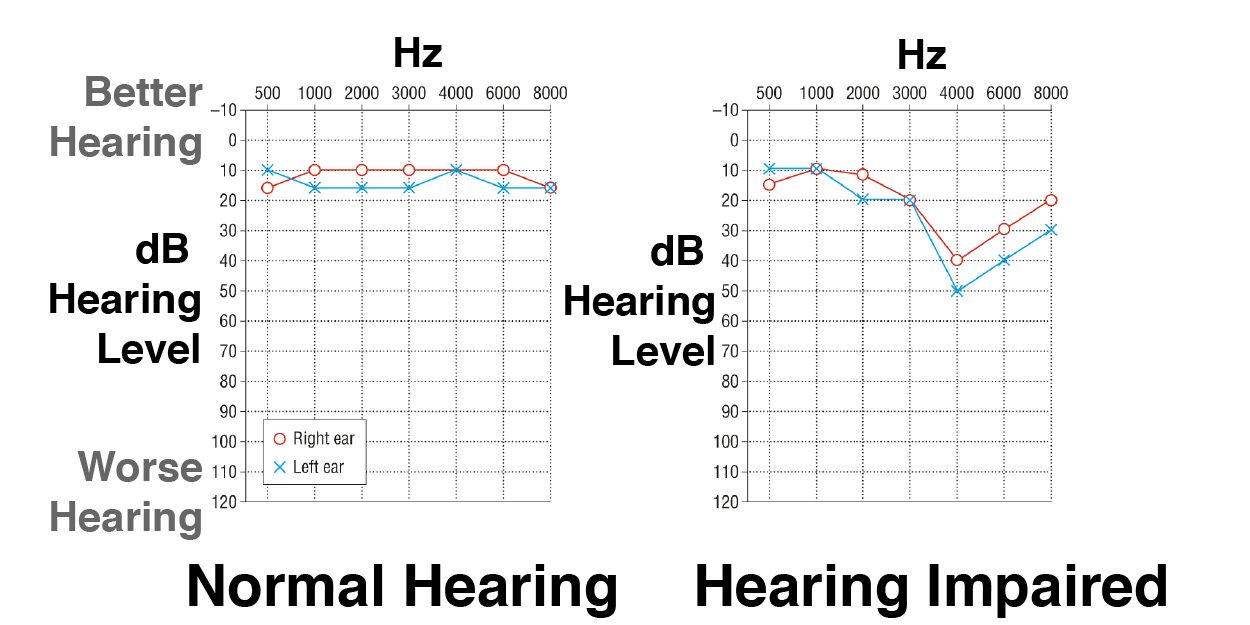 Hz
Better
Hearing
500 1000 2000 3000 4000 6000 8000
–10
0
10
20
30
40
50
60
70
80
90
100
110
120
dB
Hearing
Level
Worse
Hearing
Right ear
Left ear
Normal Hearing
Hz
500 1000 2000 3000 4000 6000 8000
–10
0
10
20
30
40
50
60
70
80
90
100
110
120
dB
Hearing
Level
Hearing Impaired